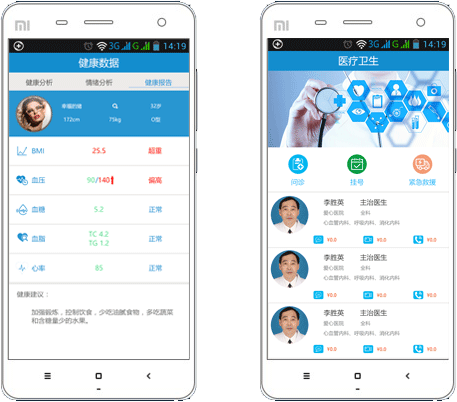 mi
3G G 14:19
健康数据
健康分析 情绪分析 健康报告
幸福的猪 32岁
172cm 75kg O型
BMI 25.5 超重
血压 90/140 偏高
血糖 5.2 正常
血脂 TC 4.2 TG 1.2 正常
心率 85 正常
健康建议：
加强锻炼，控制饮食，少吃油腻食物，多吃蔬菜
和含糖量少的水果。
mi
3G G 14:19
医疗卫生
问诊 挂号 紧急救援
李胜英 主治医生
爱心医院 全科
心血管内科、呼吸内科、消化内科
¥0.0 ¥0.0 ¥0.0
李胜英 主治医生
爱心医院 全科
心血管内科、呼吸内科、消化内科
¥0.0 ¥0.0 ¥0.0
李胜英 主治医生
爱心医院 全科
心血管内科、呼吸内科、消化内科
¥0.0 ¥0.0 ¥0.0